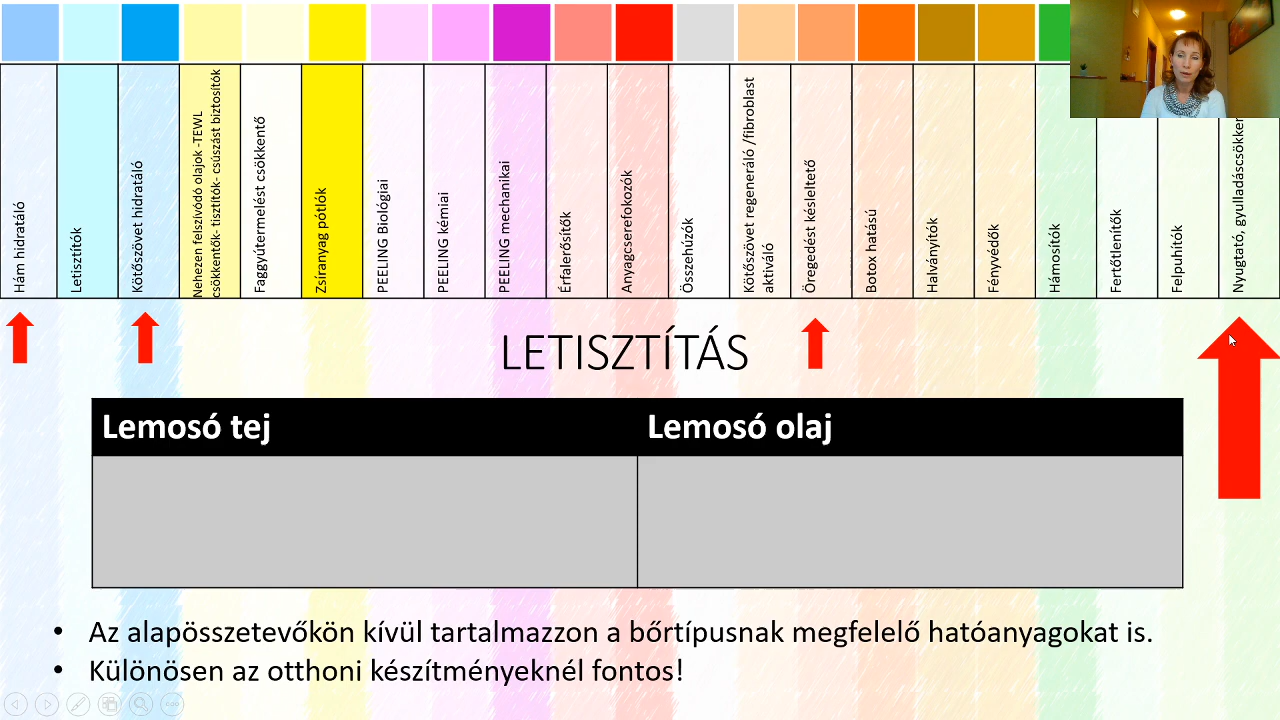 Hám hidratáló
Letisztítók
Kötőszövet hidratáló
Nehezen felszívódó olajok -TEWL
csökkentők- tisztítók- csúszást biztosítók
Faggyútermelést csökkentő
Zsíranyag pótlók
PEELING Biológiai
PEELING kémiai
PEELING mechanikai
Érfalerősítők
Anyagcserefokozók
Összehúzók
Kötőszövet regeneráló /fibroblast
aktiváló
Öregedést késleltető
Botox hatású
Halványítók
Fényvédők
Hámosítók
Fertőtlenítők
Felpuhítók
Nyugtató, gyulladáscsökken
LETISZTÍTÁS
Lemosó tej
Lemosó olaj
• Az alapösszetevőkön kívül tartalmazzon a bőrtípusnak megfelelő hatóanyagokat is.
• Különösen az otthoni készítményeknél fontos!